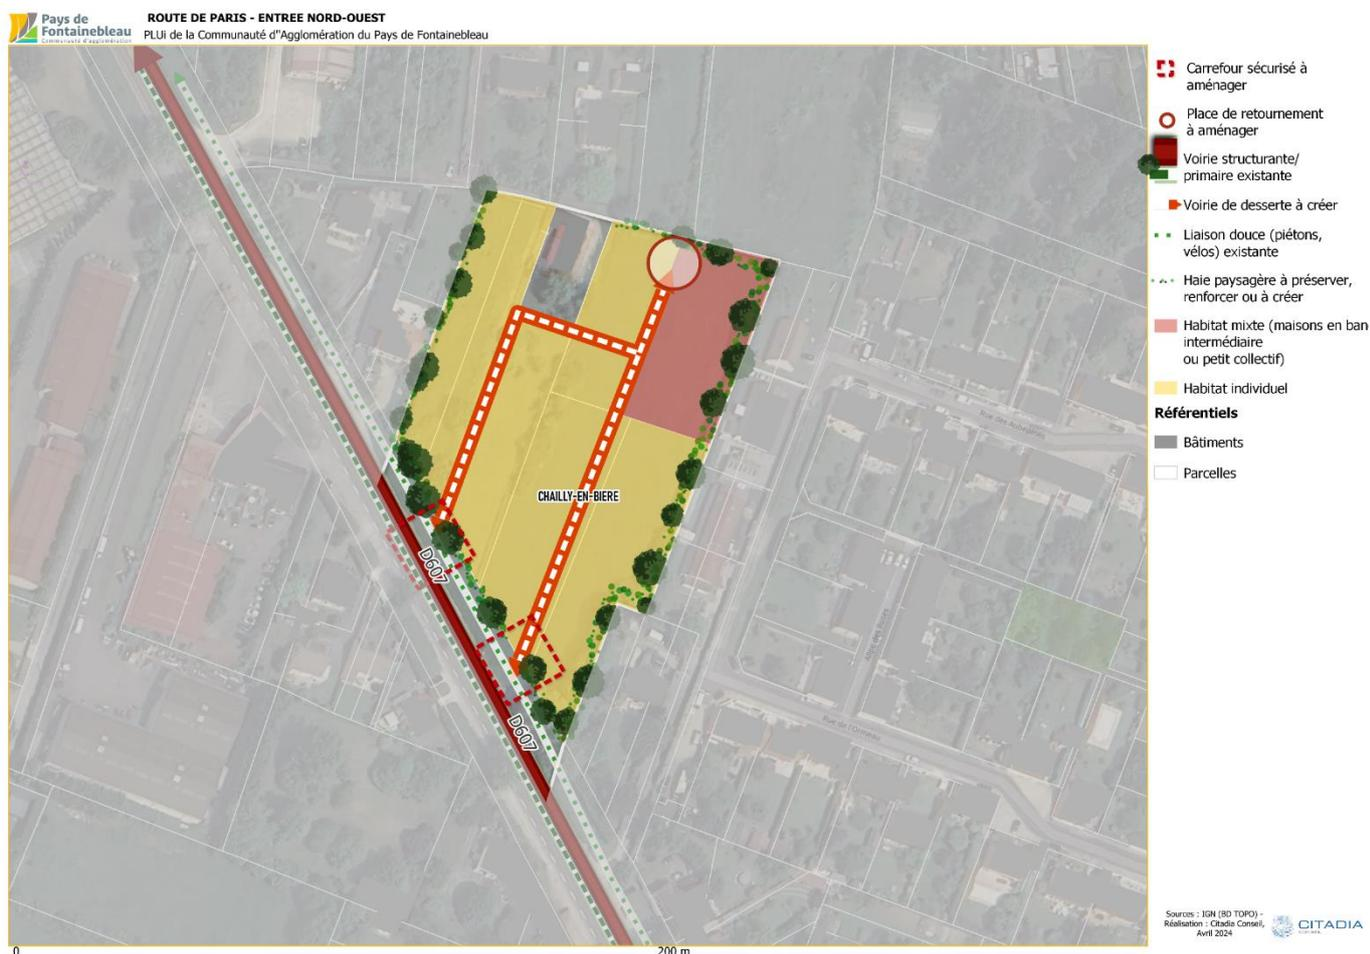 Pays de
Fontainebleau
Communauté d'agglomération
ROUTE DE PARIS - ENTREE NORD-OUEST
PLUi de la Communauté d"Agglomération du Pays de Fontainebleau
Carrefour sécurisé à
aménager
Place de retournement
à aménager
Voirie structurante/
primaire existante
Voirie de desserte à créer
Liaison douce (piétons,
vélos) existante
Haie paysagère à préserver,
renforcer ou à créer
Habitat mixte (maisons en ban
intermédiaire
ou petit collectif)
Habitat individuel
Référentiels
Bâtiments
Parcelles
Rue des Aubépines
CHAILLY-EN-BIERE
D607
D607
Rue de l'Ormeau
Sources : IGN (BD TOPO) -
Réalisation : Citadia Conseil,
Avril 2024
CITADIA
CONSEIL
0
200 m